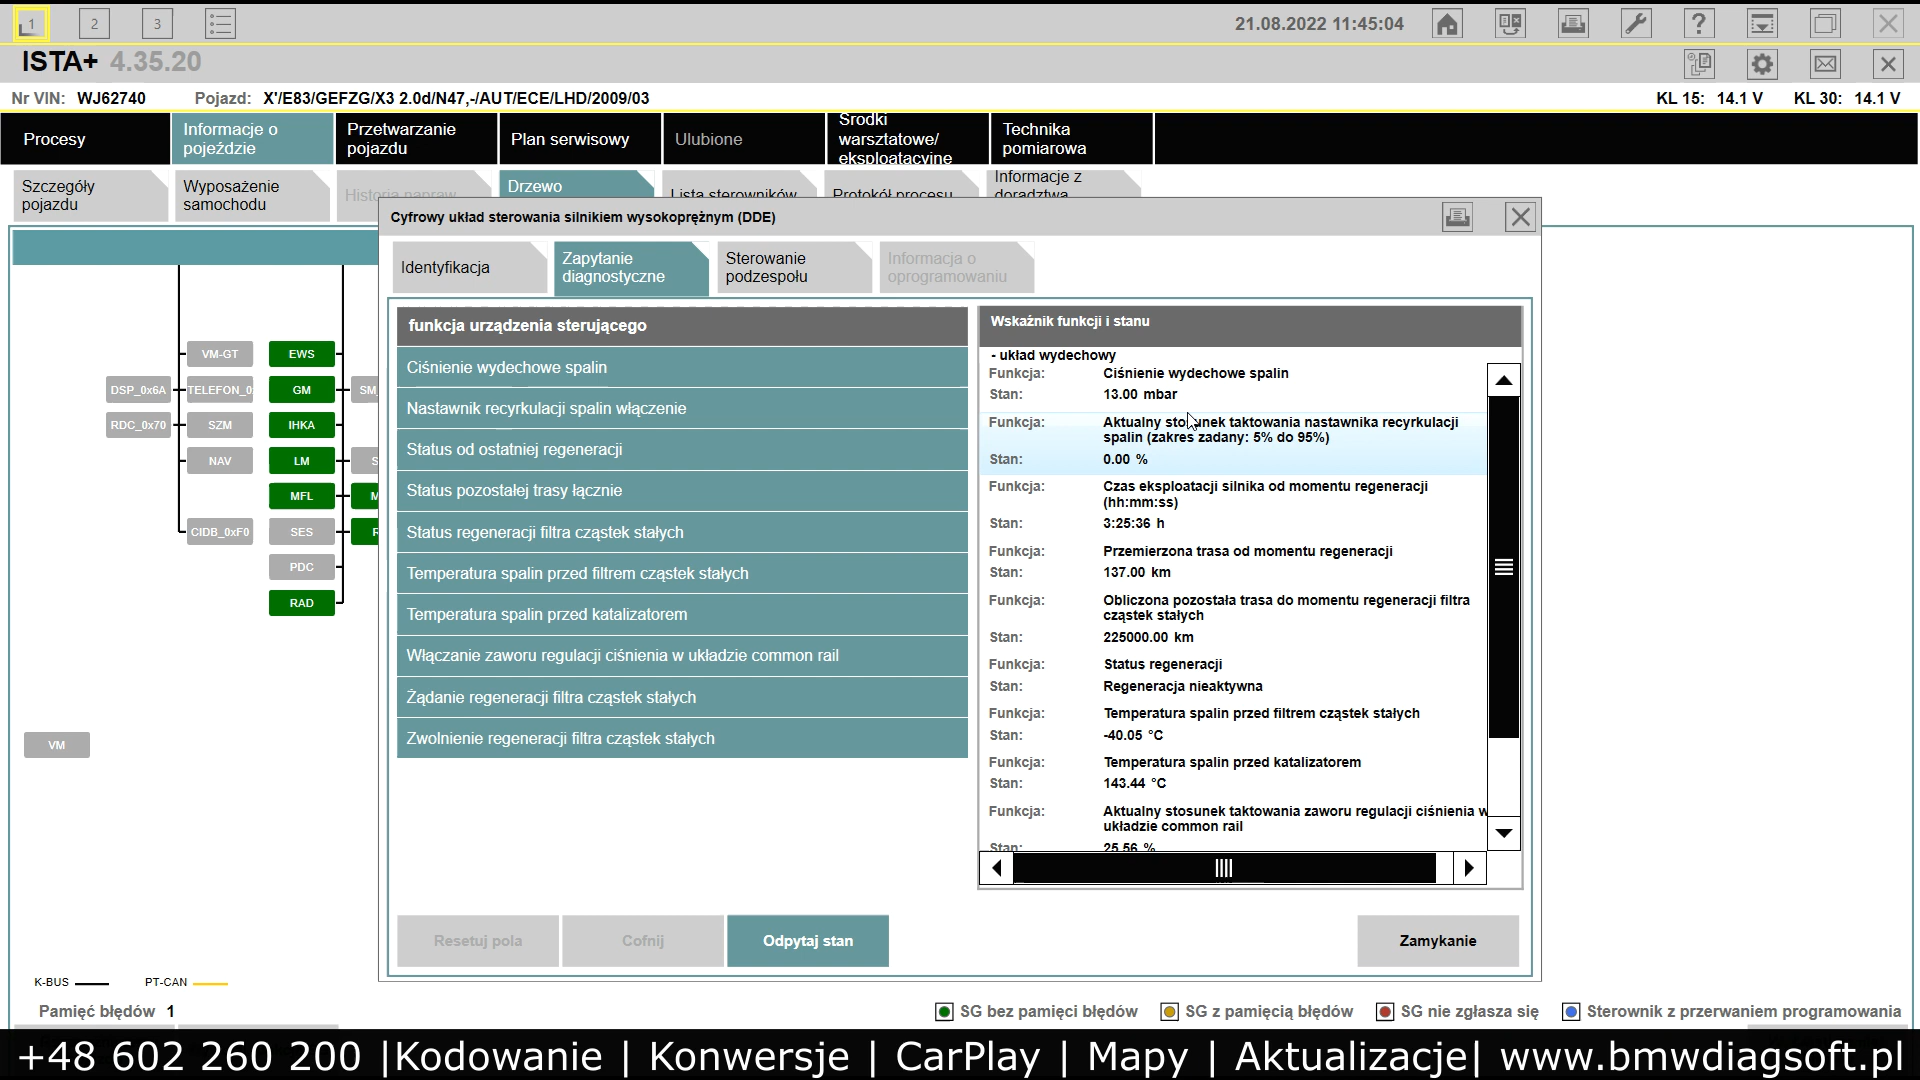 1
2
3
21.08.2022 11:45:04
ISTA+ 4.35.20
Nr VIN: WJ62740 Pojazd: X'/E83/GEFZG/X3 2.0d/N47,-/AUT/ECE/LHD/2009/03 KL 15: 14.1 V KL 30: 14.1 V
Procesy
Informacje o
pojeździe
Przetwarzanie
pojazdu
Plan serwisowy
Ulubione
Środki
warsztatowe/
eksploatacyjne
Technika
pomiarowa
Szczegóły
pojazdu
Wyposażenie
samochodu
Historia napraw
Drzewo
Lista sterowników
Protokół procesu
Informacje z
doradztwa
Cyfrowy układ sterowania silnikiem wysokoprężnym (DDE)
Identyfikacja
Zapytanie
diagnostyczne
Sterowanie
podzespołu
Informacja o
oprogramowaniu
funkcja urządzenia sterującego
Ciśnienie wydechowe spalin
Nastawnik recyrkulacji spalin włączenie
Status od ostatniej regeneracji
Status pozostałej trasy łącznie
Status regeneracji filtra cząstek stałych
Temperatura spalin przed filtrem cząstek stałych
Temperatura spalin przed katalizatorem
Włączanie zaworu regulacji ciśnienia w układzie common rail
Żądanie regeneracji filtra cząstek stałych
Zwolnienie regeneracji filtra cząstek stałych
Wskaźnik funkcji i stanu
- układ wydechowy
Funkcja: Ciśnienie wydechowe spalin
Stan: 13.00 mbar
Funkcja: Aktualny stosunek taktowania nastawnika recyrkulacji
spalin (zakres zadany: 5% do 95%)
Stan: 0.00 %
Funkcja: Czas eksploatacji silnika od momentu regeneracji
(hh:mm:ss)
Stan: 3:25:36 h
Funkcja: Przemierzona trasa od momentu regeneracji
Stan: 137.00 km
Funkcja: Obliczona pozostała trasa do momentu regeneracji filtra
cząstek stałych
Stan: 225000.00 km
Funkcja: Status regeneracji
Stan: Regeneracja nieaktywna
Funkcja: Temperatura spalin przed filtrem cząstek stałych
Stan: -40.05 °C
Funkcja: Temperatura spalin przed katalizatorem
Stan: 143.44 °C
Funkcja: Aktualny stosunek taktowania zaworu regulacji ciśnienia w
układzie common rail
Stan: 25.56 %
VM-GT EWS
DSP_0x6A TELEFON_0 GM SM
RDC_0x70 SZM IHKA
NAV LM S
MFL M
CIDB_0xF0 SES
PDC
RAD
VM
Resetuj pola
Cofnij
Odpytaj stan
Zamykanie
K-BUS PT-CAN
Pamięć błędów 1
SG bez pamięci błędów SG z pamięcią błędów SG nie zgłasza się Sterownik z przerwaniem programowania
+48 602 260 200 |Kodowanie | Konwersje | CarPlay | Mapy | Aktualizacje| www.bmwdiagsoft.pl